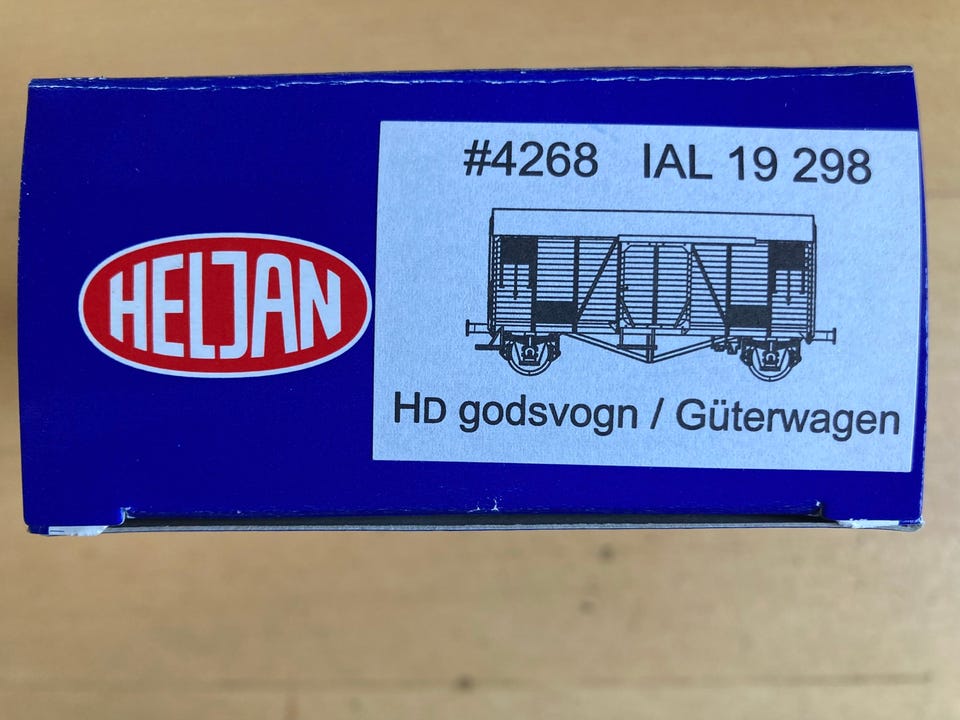 HELJAN
#4268 IAL 19 298
HD godsvogn / Güterwagen